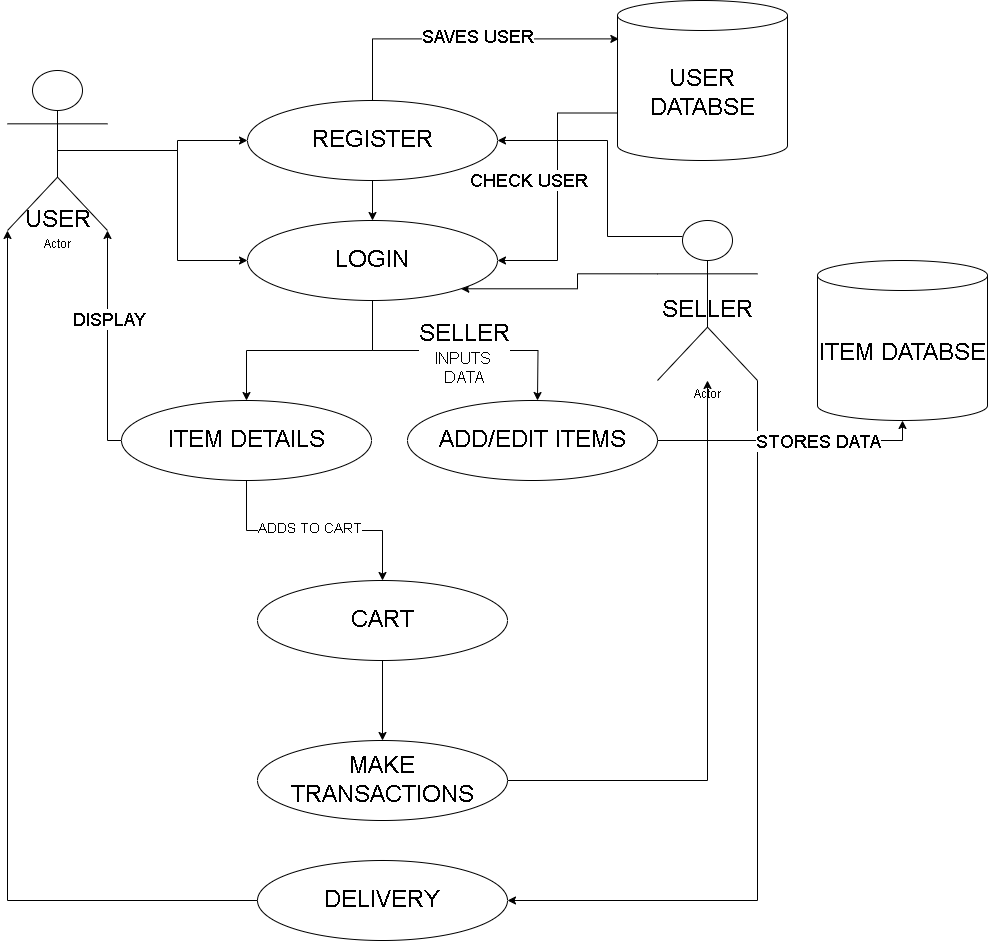 SAVES USER
USER
DATABSE
REGISTER
CHECK USER
USER
Actor
LOGIN
SELLER
Actor
ITEM DATABSE
DISPLAY
SELLER
INPUTS
DATA
ITEM DETAILS
ADD/EDIT ITEMS
STORES DATA
ADDS TO CART
CART
MAKE
TRANSACTIONS
DELIVERY